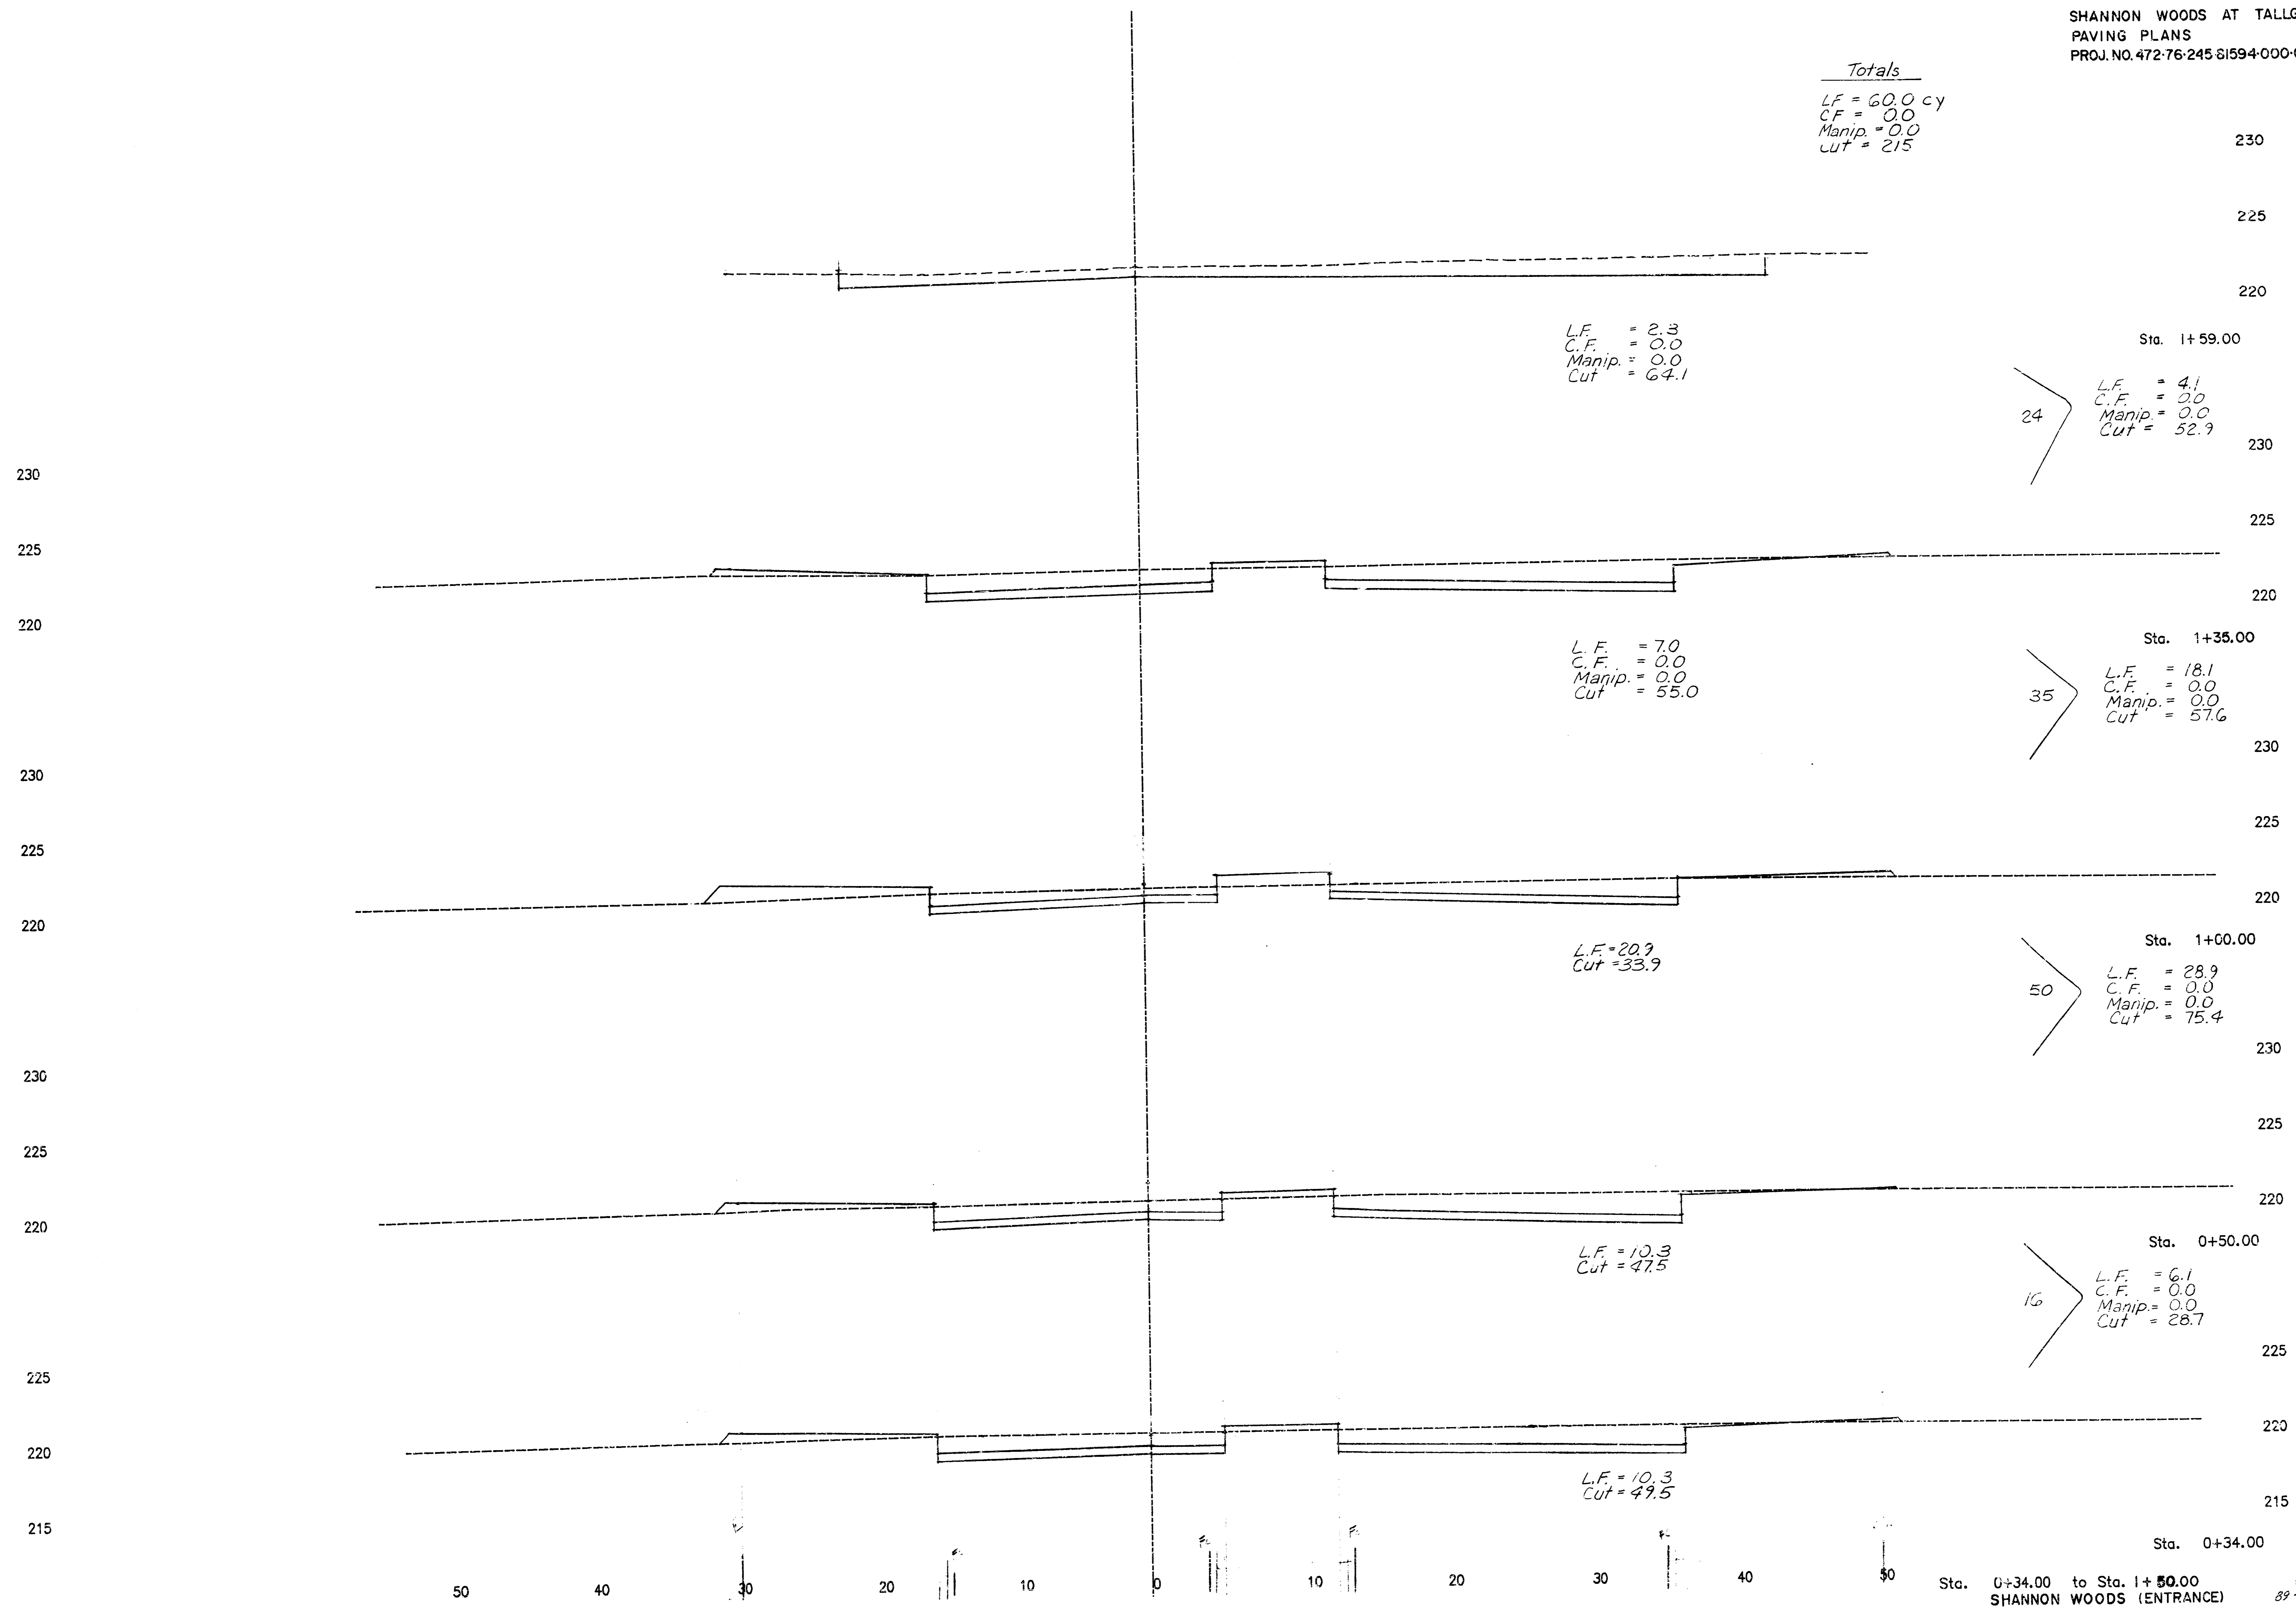 SHANNON WOODS AT TALLG
PAVING PLANS
PROJ. NO. 472-76-245-81594-000-
Totals
LF = 60.0 cy
CF = 0.0
Manip. = 0.0
Cut = 215
230
225
220
L.F. = 2.3
C.F. = 0.0
Manip. = 0.0
Cut = 64.1
Sta. 1+59.00
24
L.F. = 4.1
C.F. = 0.0
Manip. = 0.0
Cut = 52.9
230
230
225
225
220
220
L.F. = 7.0
C.F. = 0.0
Manip. = 0.0
Cut = 55.0
Sta. 1+35.00
35
L.F. = 18.1
C.F. = 0.0
Manip. = 0.0
Cut = 57.6
230
230
225
225
220
220
L.F. = 20.9
Cut = 33.9
Sta. 1+00.00
50
L.F. = 28.9
C.F. = 0.0
Manip. = 0.0
Cut = 75.4
230
230
225
225
220
220
L.F. = 10.3
Cut = 47.5
Sta. 0+50.00
16
L.F. = 6.1
C.F. = 0.0
Manip. = 0.0
Cut = 28.7
225
225
220
220
L.F. = 10.3
Cut = 49.5
215
215
Sta. 0+34.00
50 40 30 20 10 0 10 20 30 40 50
Sta. 0+34.00 to Sta. 1+50.00
SHANNON WOODS (ENTRANCE)
89